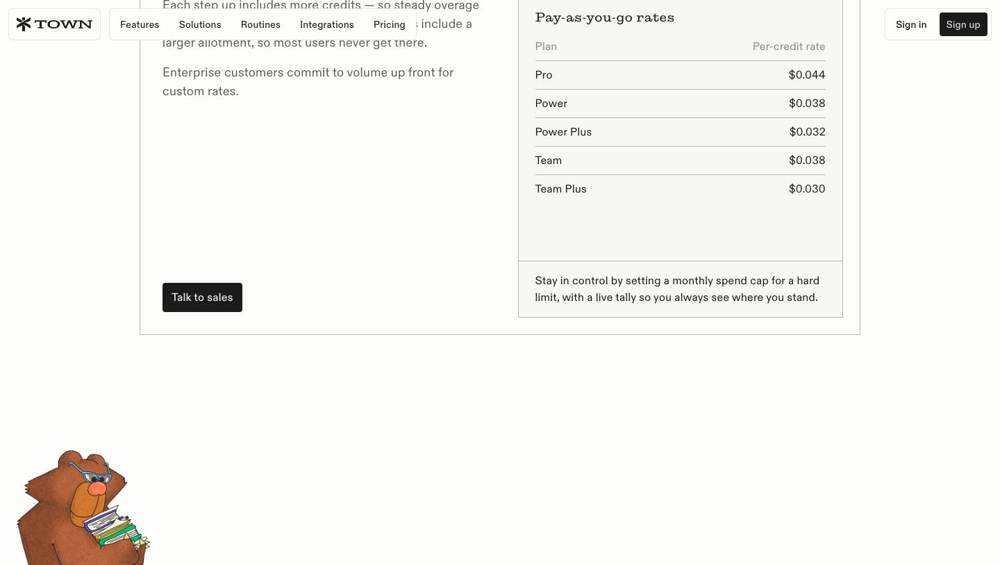 TOWN
Features
Solutions
Routines
Integrations
Pricing
Sign in
Sign up
Each step up includes more credits — so steady overage
include a
larger allotment, so most users never get there.
Enterprise customers commit to volume up front for
custom rates.
Talk to sales
Pay-as-you-go rates
Plan Per-credit rate
Pro $0.044
Power $0.038
Power Plus $0.032
Team $0.038
Team Plus $0.030
Stay in control by setting a monthly spend cap for a hard
limit, with a live tally so you always see where you stand.